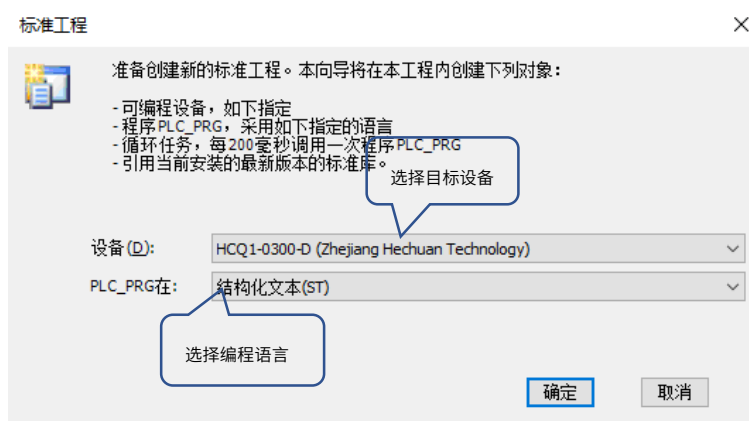 标准工程
准备创建新的标准工程。本向导将在本工程内创建下列对象：
-可编程设备，如下指定
-程序PLC_PRG，采用如下指定的语言
-循环任务，每200毫秒调用一次程序PLC_PRG
-引用当前安装的最新版本的标准库。
选择目标设备
设备(D): HCQ1-0300-D (Zhejiang Hechuan Technology)
PLC_PRG在: 结构化文本(ST)
选择编程语言
确定 取消